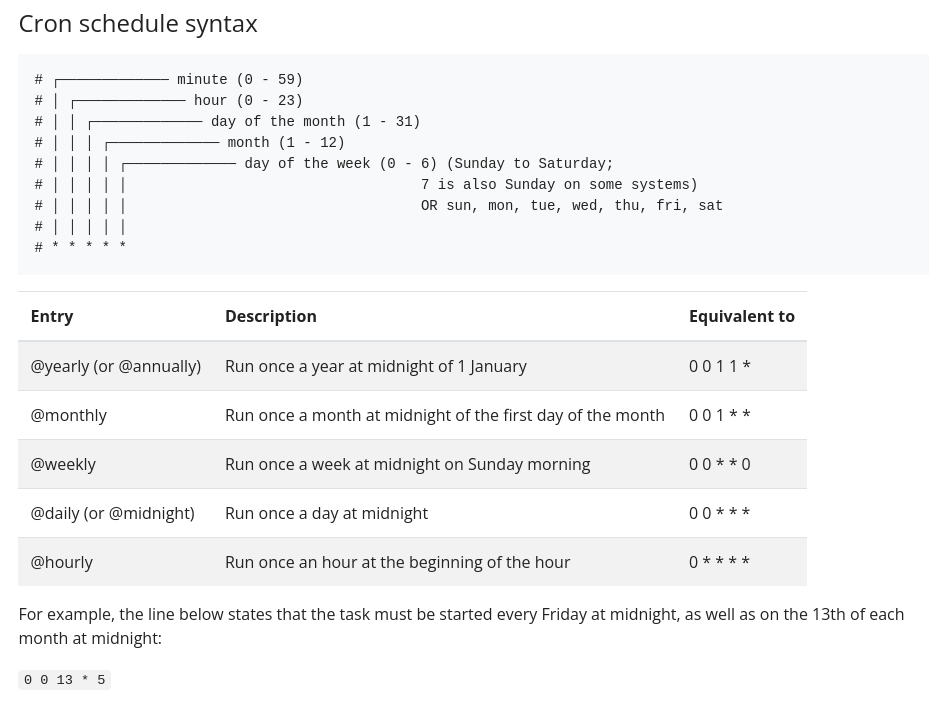 Cron schedule syntax
# ┌───────────── minute (0 - 59)
# │ ┌───────────── hour (0 - 23)
# │ │ ┌───────────── day of the month (1 - 31)
# │ │ │ ┌───────────── month (1 - 12)
# │ │ │ │ ┌───────────── day of the week (0 - 6) (Sunday to Saturday;
# │ │ │ │ │                                   7 is also Sunday on some systems)
# │ │ │ │ │                                   OR sun, mon, tue, wed, thu, fri, sat
# │ │ │ │ │
# * * * * *
Entry Description Equivalent to
@yearly (or @annually) Run once a year at midnight of 1 January 0 0 1 1 *
@monthly Run once a month at midnight of the first day of the month 0 0 1 * *
@weekly Run once a week at midnight on Sunday morning 0 0 * * 0
@daily (or @midnight) Run once a day at midnight 0 0 * * *
@hourly Run once an hour at the beginning of the hour 0 * * * *
For example, the line below states that the task must be started every Friday at midnight, as well as on the 13th of each
month at midnight:
0 0 13 * 5